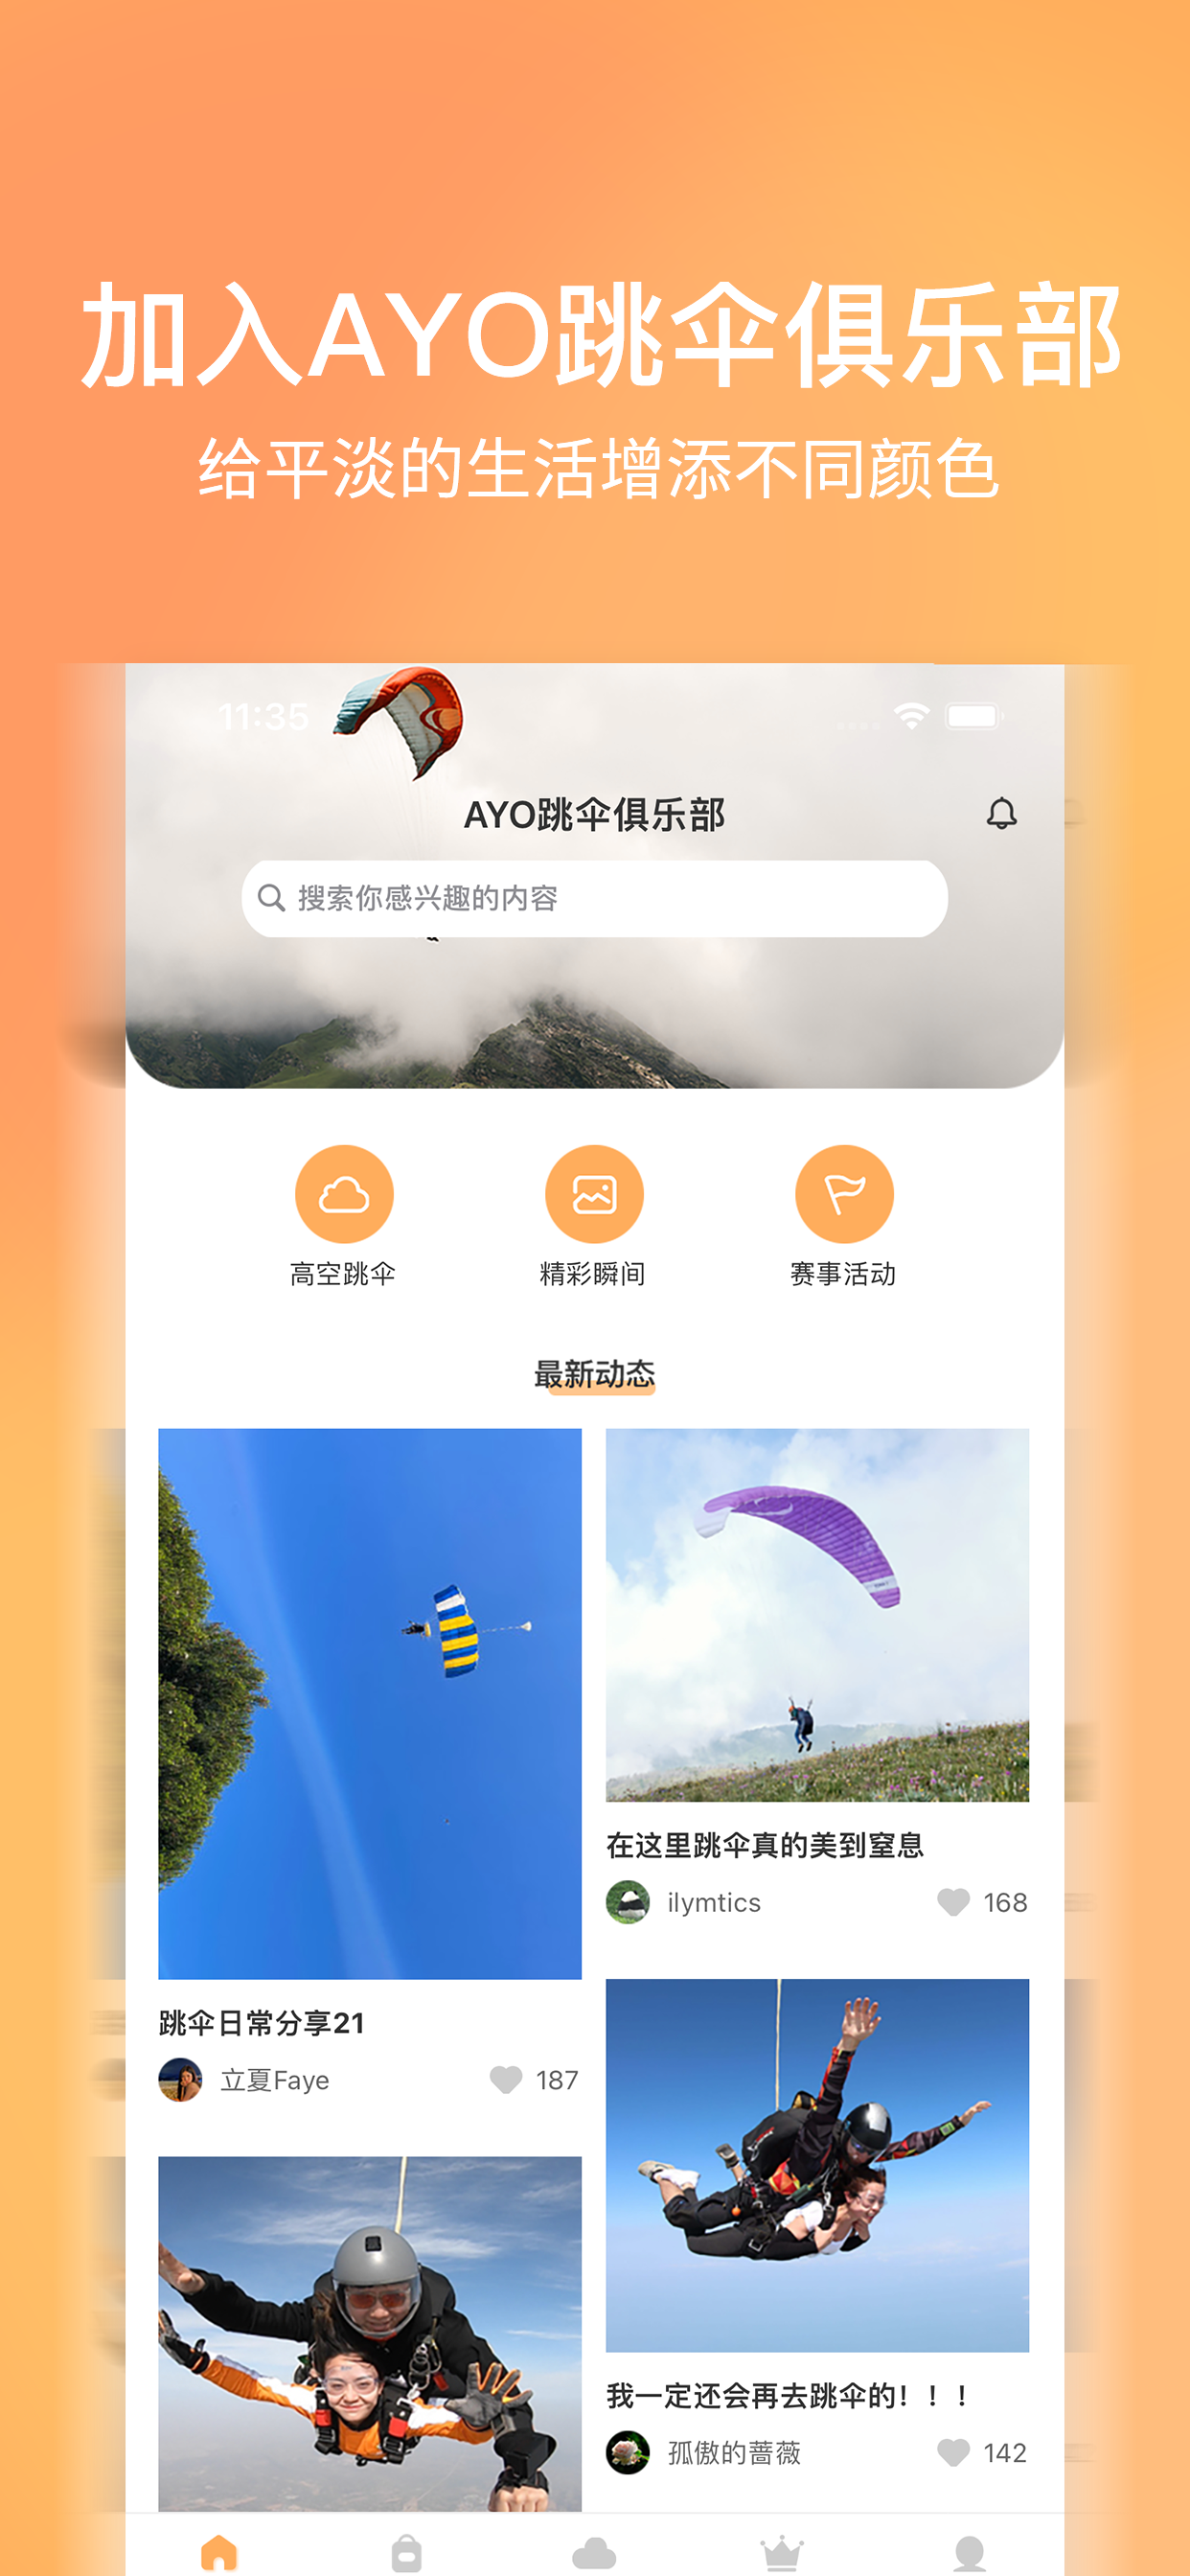 加入AYO跳伞俱乐部
给平淡的生活增添不同颜色
11:35
AYO跳伞俱乐部
搜索你感兴趣的内容
高空跳伞
精彩瞬间
赛事活动
最新动态
在这里跳伞真的美到窒息
ilymtics
168
跳伞日常分享21
立夏Faye
187
我一定还会再去跳伞的！！！
孤傲的蔷薇
142